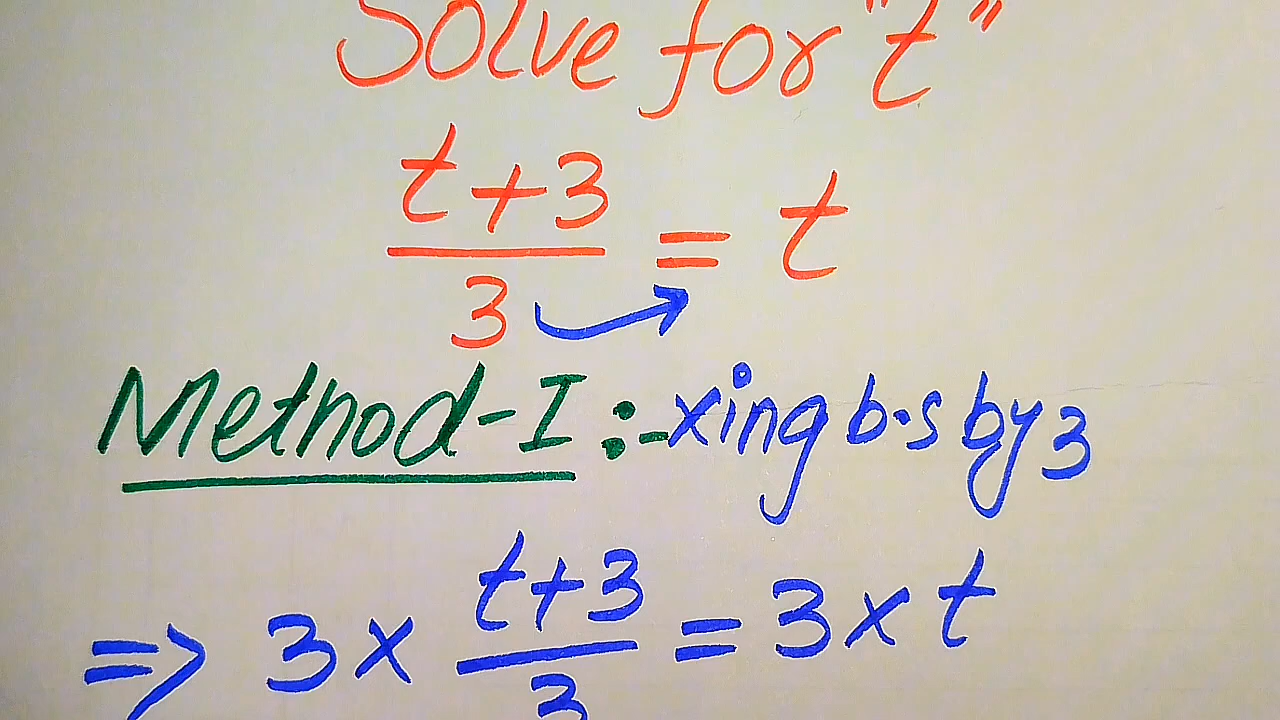 Solve for "t"
t+3/3 = t
Method-I :- xing b.s by 3
=> 3 x t+3/3 = 3 x t